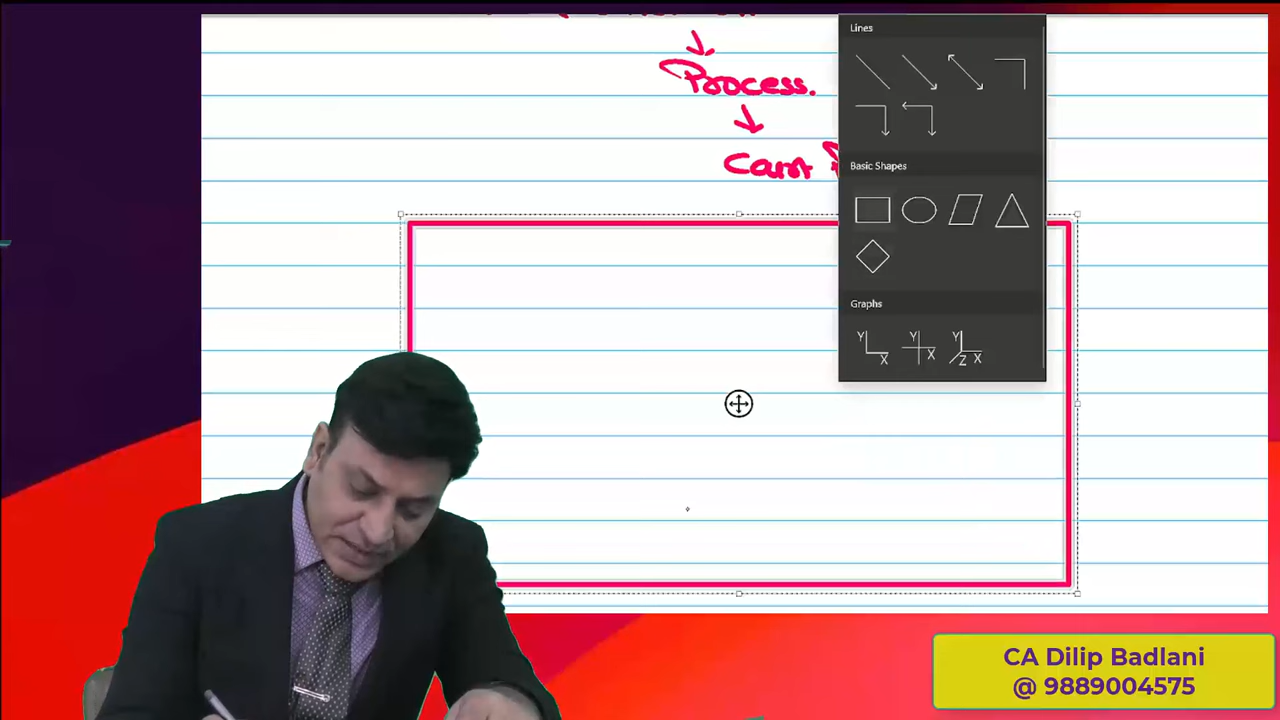 Lines
Process.
Basic Shapes
Graphs
Y X Y X Y Z X
CA Dilip Badlani
@ 9889004575